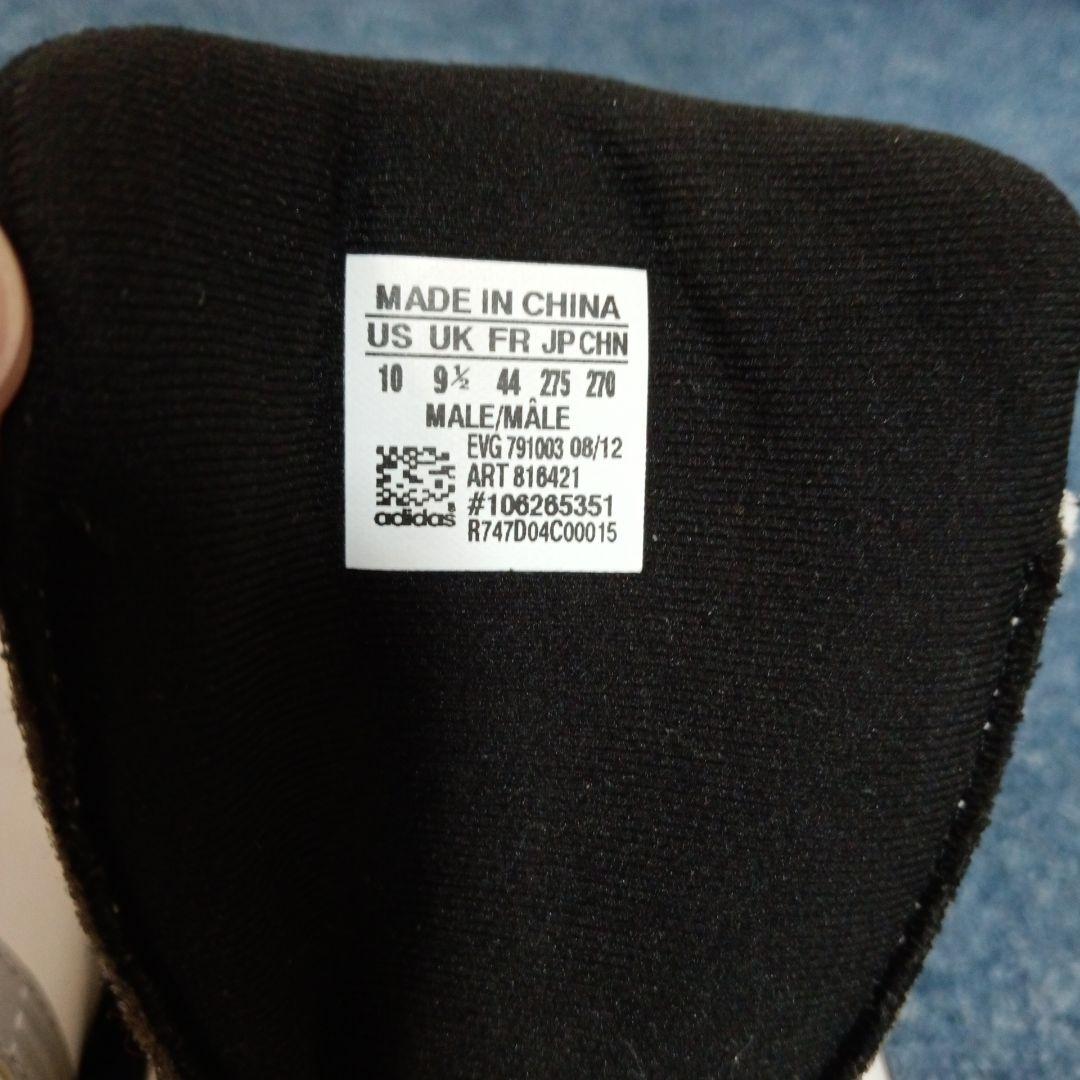 MADE IN CHINA
US UK FR JP CHN
10 9½ 44 275 270
MALE/MÂLE
EVG 791003 08/12
ART 816421
#106265351
adidas
R747D04C00015